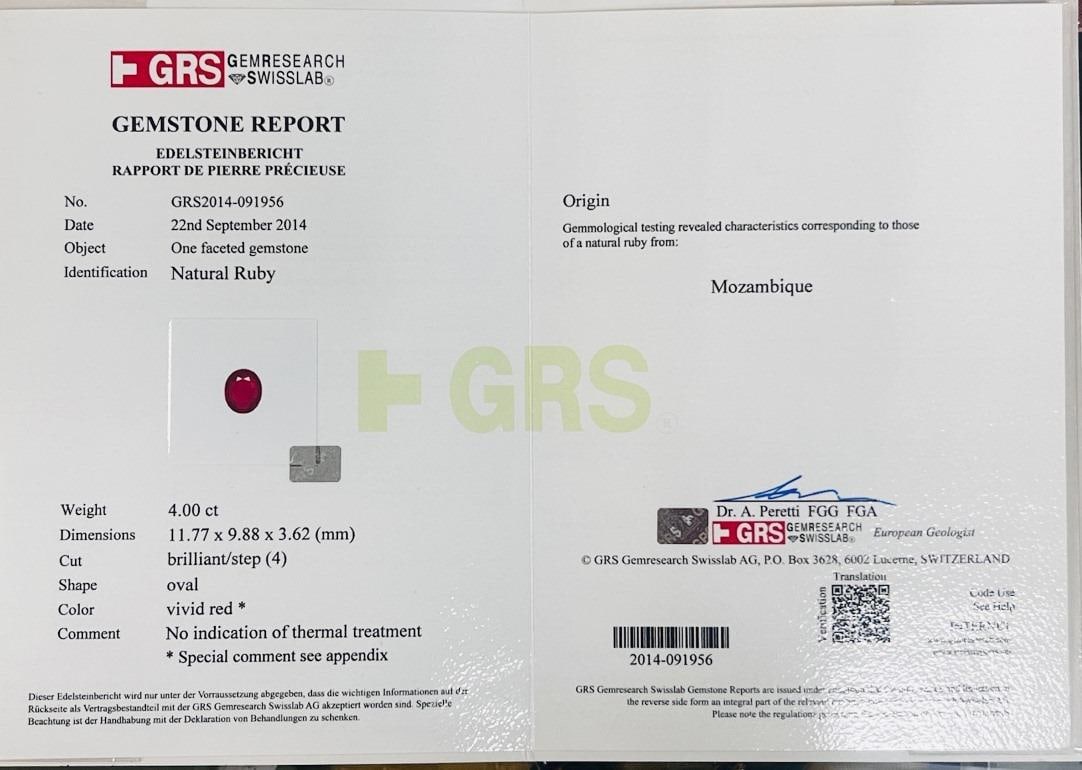 GRS GEMRESEARCH
SWISSLAB®
GEMSTONE REPORT
EDELSTEINBERICHT
RAPPORT DE PIERRE PRÉCIEUSE
No. GRS2014-091956
Date 22nd September 2014
Object One faceted gemstone
Identification Natural Ruby
Weight 4.00 ct
Dimensions 11.77 x 9.88 x 3.62 (mm)
Cut brilliant/step (4)
Shape oval
Color vivid red *
Comment No indication of thermal treatment
* Special comment see appendix
Dieser Edelsteinbericht wird nur unter der Vorraussetzung abgegeben, dass die wichtigen Informationen auf der
Rückseite als Vertragsbestandteil mit der GRS Gemresearch Swisslab AG akzeptiert worden sind. Spezielle
Beachtung ist der Handhabung mit der Deklaration von Behandlungen zu schenken.
GRS®
Origin
Gemmological testing revealed characteristics corresponding to those
of a natural ruby from:
Mozambique
Dr. A. Peretti FGG FGA
GRS GEMRESEARCH
SWISSLAB®
European Geologist
© GRS Gemresearch Swisslab AG, P.O. Box 3628, 6002 Lucerne, SWITZERLAND
Translation
Verification
Code Use
See Help
INTERNET
2014-091956
GRS Gemresearch Swisslab Gemstone Reports are issued under
the reverse side form an integral part of the
Please note the regulations